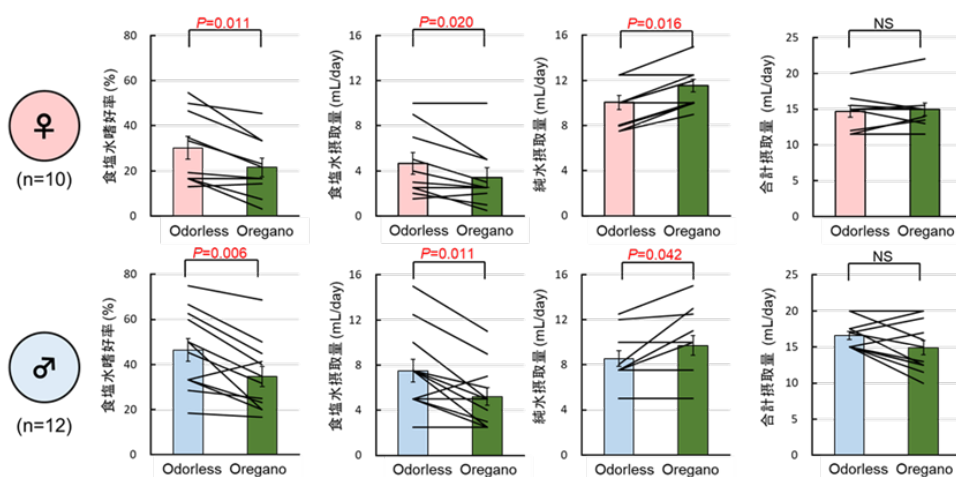 P=0.011
P=0.020
P=0.016
NS
♀
(n=10)
食塩水嗜好率 (%)
80
60
40
20
0
Odorless Oregano
食塩水摂取量 (mL/day)
16
12
8
4
0
Odorless Oregano
純水摂取量 (mL/day)
16
12
8
4
0
Odorless Oregano
合計摂取量 (mL/day)
25
20
15
10
5
0
Odorless Oregano
P=0.006
P=0.011
P=0.042
NS
♂
(n=12)
食塩水嗜好率 (%)
80
60
40
20
0
Odorless Oregano
食塩水摂取量 (mL/day)
16
12
8
4
0
Odorless Oregano
純水摂取量 (mL/day)
16
12
8
4
0
Odorless Oregano
合計摂取量 (mL/day)
25
20
15
10
5
0
Odorless Oregano